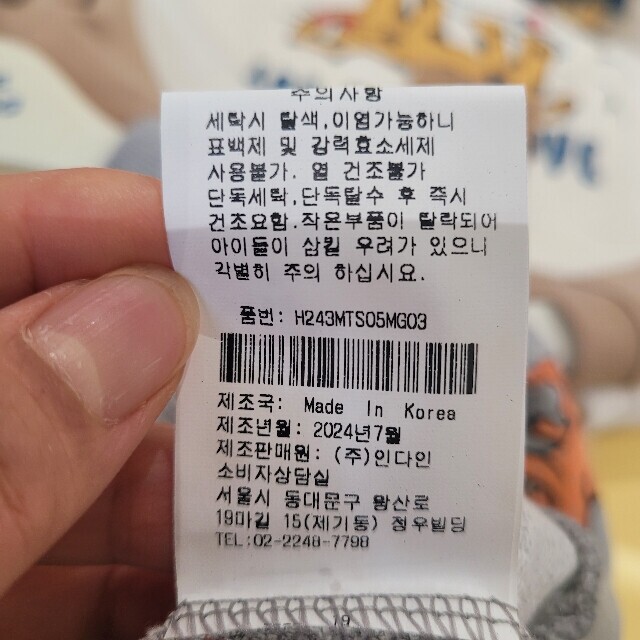 주의사항
세탁시 탈색,이염가능하니
표백제 및 강력효소세제
사용불가. 열 건조불가
단독세탁,단독탈수 후 즉시
건조요함.작은부품이 탈락되어
아이들이 삼킬 우려가 있으니
각별히 주의 하십시요.
품번: H243MTS05MG03
제조국: Made In Korea
제조년월: 2024년7월
제조판매원: (주)인다인
소비자상담실
서울시 동대문구 왕산로
19마길 15(제기동) 정우빌딩
TEL:02-2248-7798